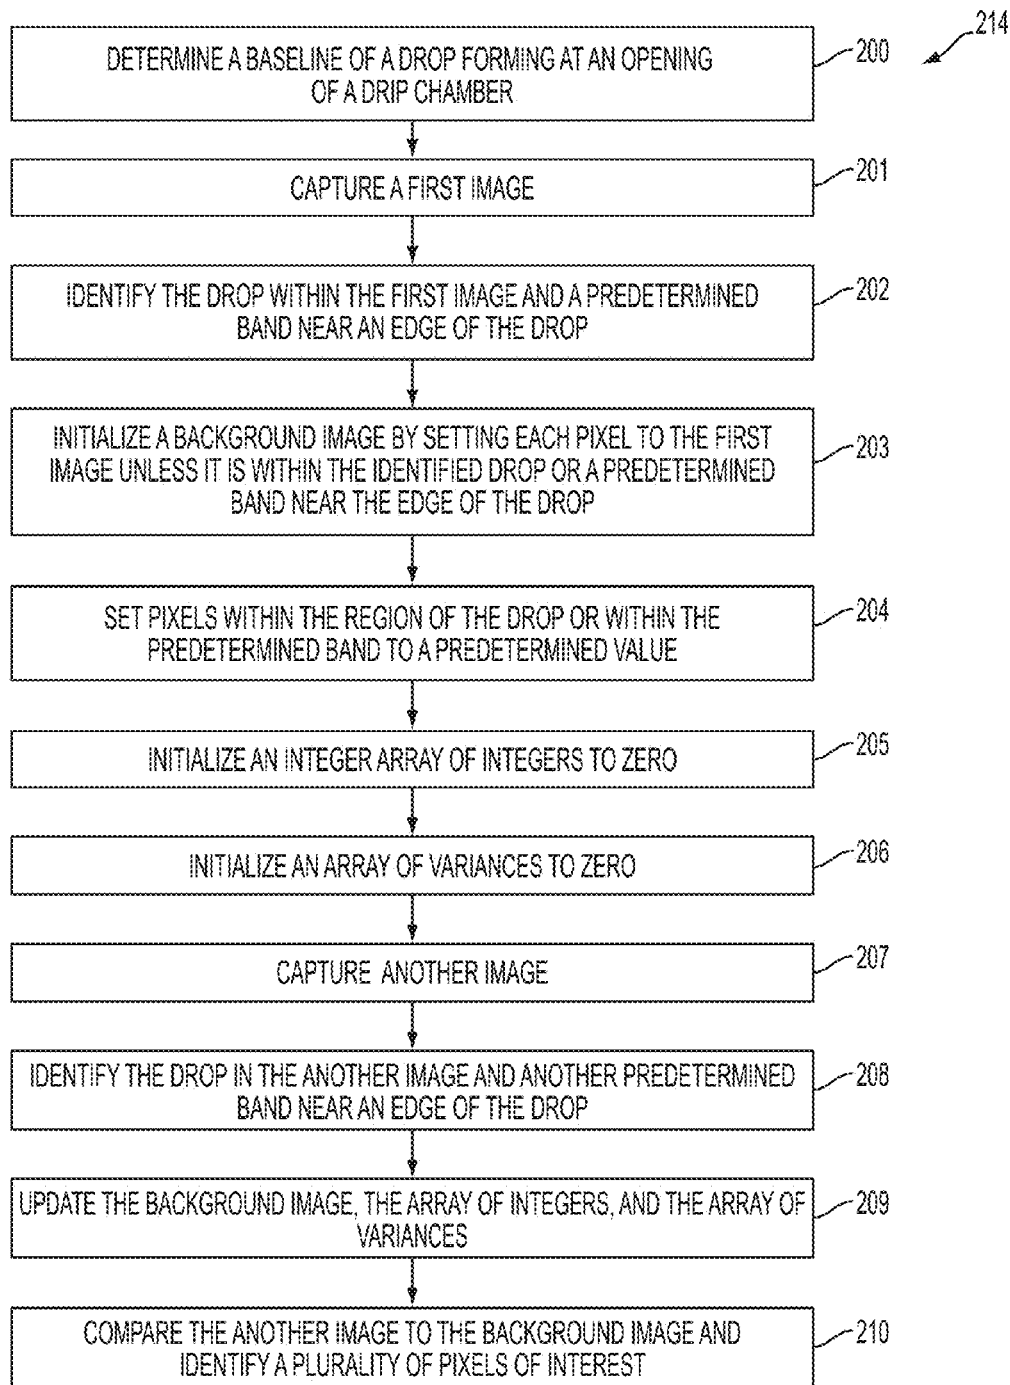 214
DETERMINE A BASELINE OF A DROP FORMING AT AN OPENING
OF A DRIP CHAMBER
200
CAPTURE A FIRST IMAGE
201
IDENTIFY THE DROP WITHIN THE FIRST IMAGE AND A PREDETERMINED
BAND NEAR AN EDGE OF THE DROP
202
INITIALIZE A BACKGROUND IMAGE BY SETTING EACH PIXEL TO THE FIRST
IMAGE UNLESS IT IS WITHIN THE IDENTIFIED DROP OR A PREDETERMINED
BAND NEAR THE EDGE OF THE DROP
203
SET PIXELS WITHIN THE REGION OF THE DROP OR WITHIN THE
PREDETERMINED BAND TO A PREDETERMINED VALUE
204
INITIALIZE AN INTEGER ARRAY OF INTEGERS TO ZERO
205
INITIALIZE AN ARRAY OF VARIANCES TO ZERO
206
CAPTURE ANOTHER IMAGE
207
IDENTIFY THE DROP IN THE ANOTHER IMAGE AND ANOTHER PREDETERMINED
BAND NEAR AN EDGE OF THE DROP
208
UPDATE THE BACKGROUND IMAGE, THE ARRAY OF INTEGERS, AND THE ARRAY OF
VARIANCES
209
COMPARE THE ANOTHER IMAGE TO THE BACKGROUND IMAGE AND
IDENTIFY A PLURALITY OF PIXELS OF INTEREST
210